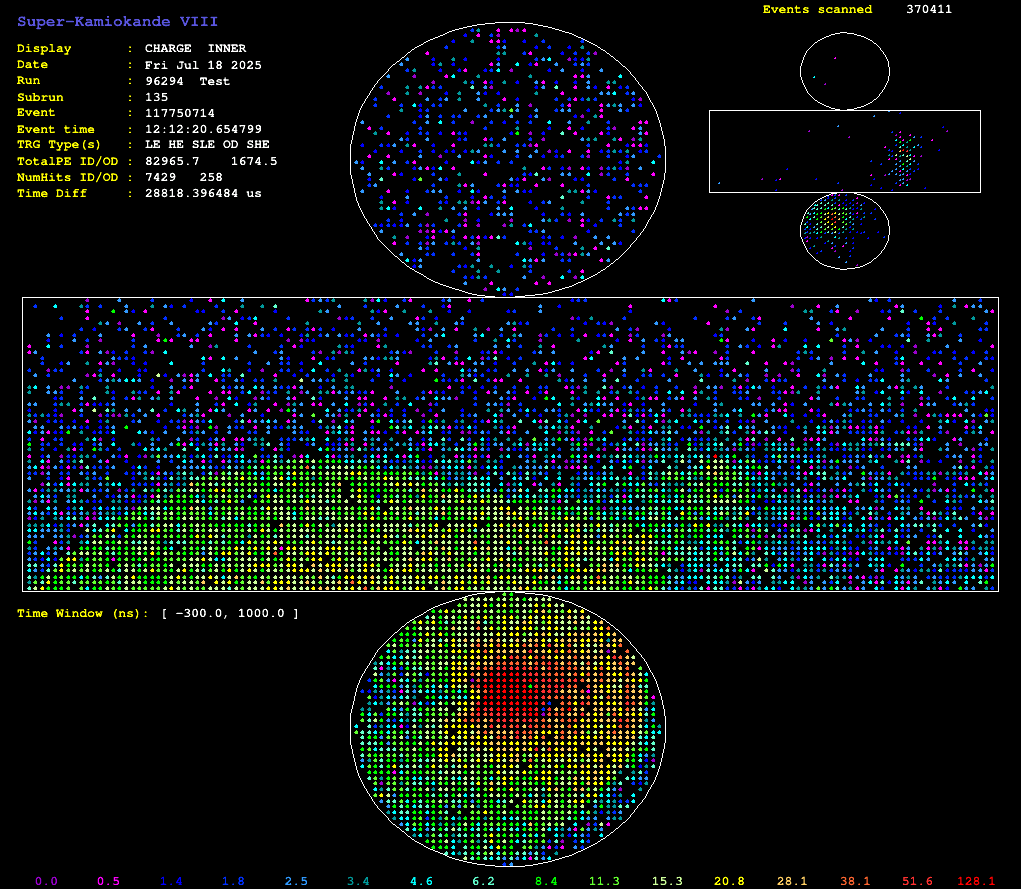 Super-Kamiokande VIII
Events scanned 370411
Display : CHARGE INNER
Date : Fri Jul 18 2025
Run : 96294 Test
Subrun : 135
Event : 117750714
Event time : 12:12:20.654799
TRG Type(s) : LE HE SLE OD SHE
TotalPE ID/OD : 82965.7 1674.5
NumHits ID/OD : 7429 258
Time Diff : 28818.396484 us
Time Window (ns): [ -300.0, 1000.0 ]
0.0 0.5 1.4 1.8 2.5 3.4 4.6 6.2 8.4 11.3 15.3 20.8 28.1 38.1 51.6 128.1